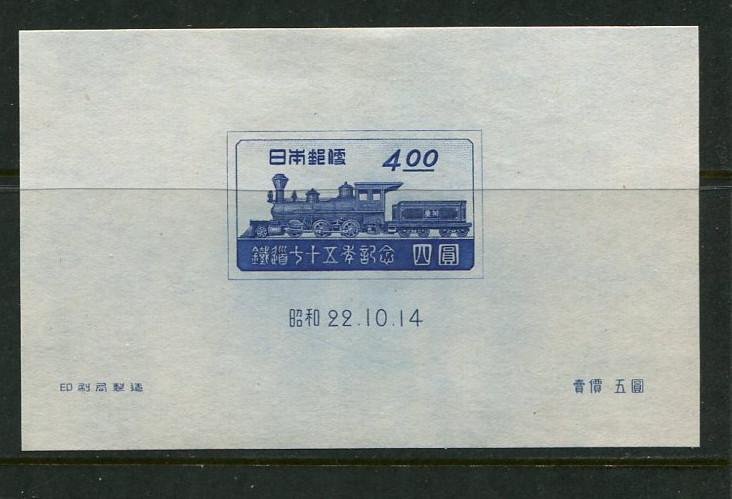 日本郵便 4.00
鐵道七十五年記念 四圓
昭和 22.10.14
印刷局製造
賣價 五圓